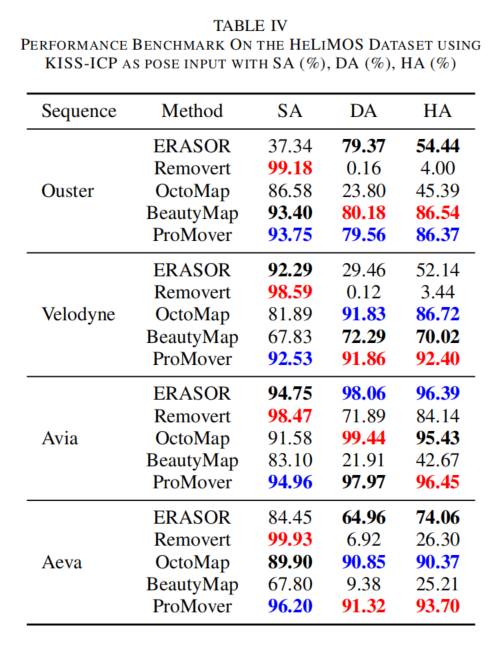 TABLE IV
PERFORMANCE BENCHMARK ON THE HELIMOS DATASET USING
KISS-ICP AS POSE INPUT WITH SA (%), DA (%), HA (%)
Sequence Method SA DA HA
ERASOR 37.34 79.37 54.44
Removert 99.18 0.16 4.00
Ouster OctoMap 86.58 23.80 45.39
BeautyMap 93.40 80.18 86.54
ProMover 93.75 79.56 86.37
ERASOR 92.29 29.46 52.14
Removert 98.59 0.12 3.44
Velodyne OctoMap 81.89 91.83 86.72
BeautyMap 67.83 72.29 70.02
ProMover 92.53 91.86 92.40
ERASOR 94.75 98.06 96.39
Removert 98.47 71.89 84.14
Avia OctoMap 91.58 99.44 95.43
BeautyMap 83.10 21.91 42.67
ProMover 94.96 97.97 96.45
ERASOR 84.45 64.96 74.06
Removert 99.93 6.92 26.30
Aeva OctoMap 89.90 90.85 90.37
BeautyMap 67.80 9.38 25.21
ProMover 96.20 91.32 93.70